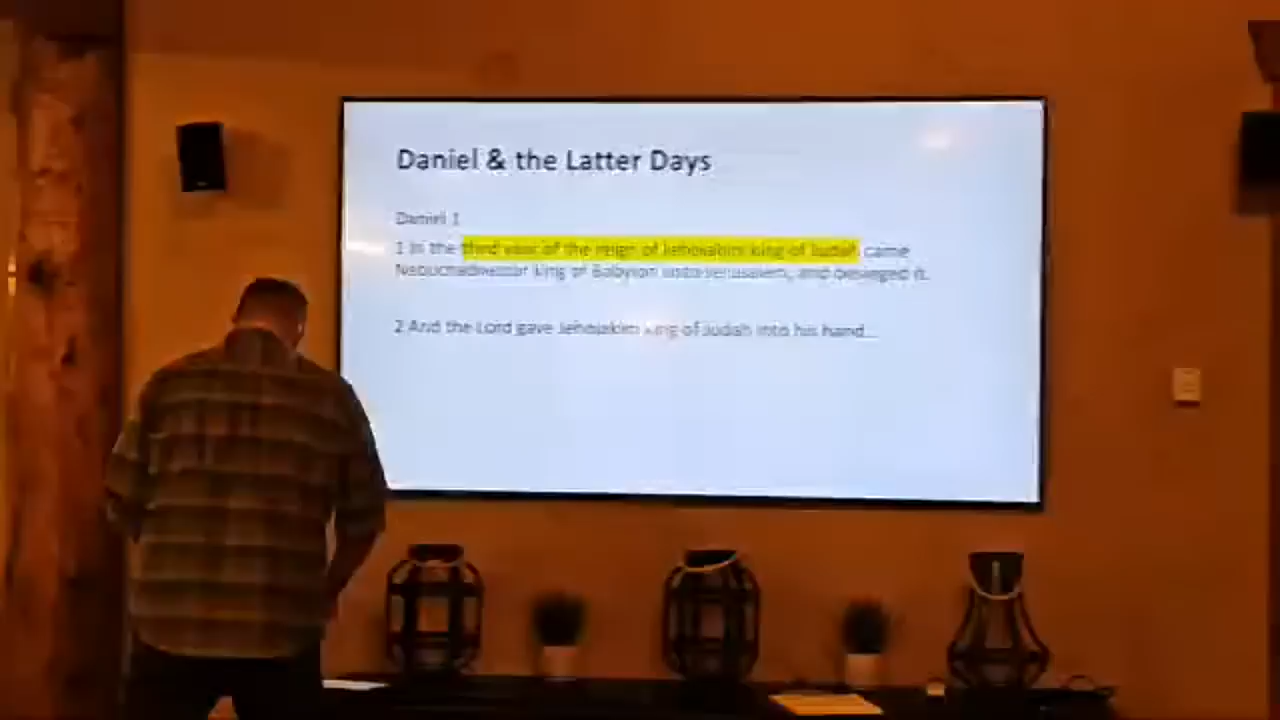 Daniel & the Latter Days
Daniel 1
1 In the third year of the reign of Jehoiakim king of Judah came
Nebuchadnezzar king of Babylon unto Jerusalem, and besieged it.
2 And the Lord gave Jehoiakim king of Judah into his hand...